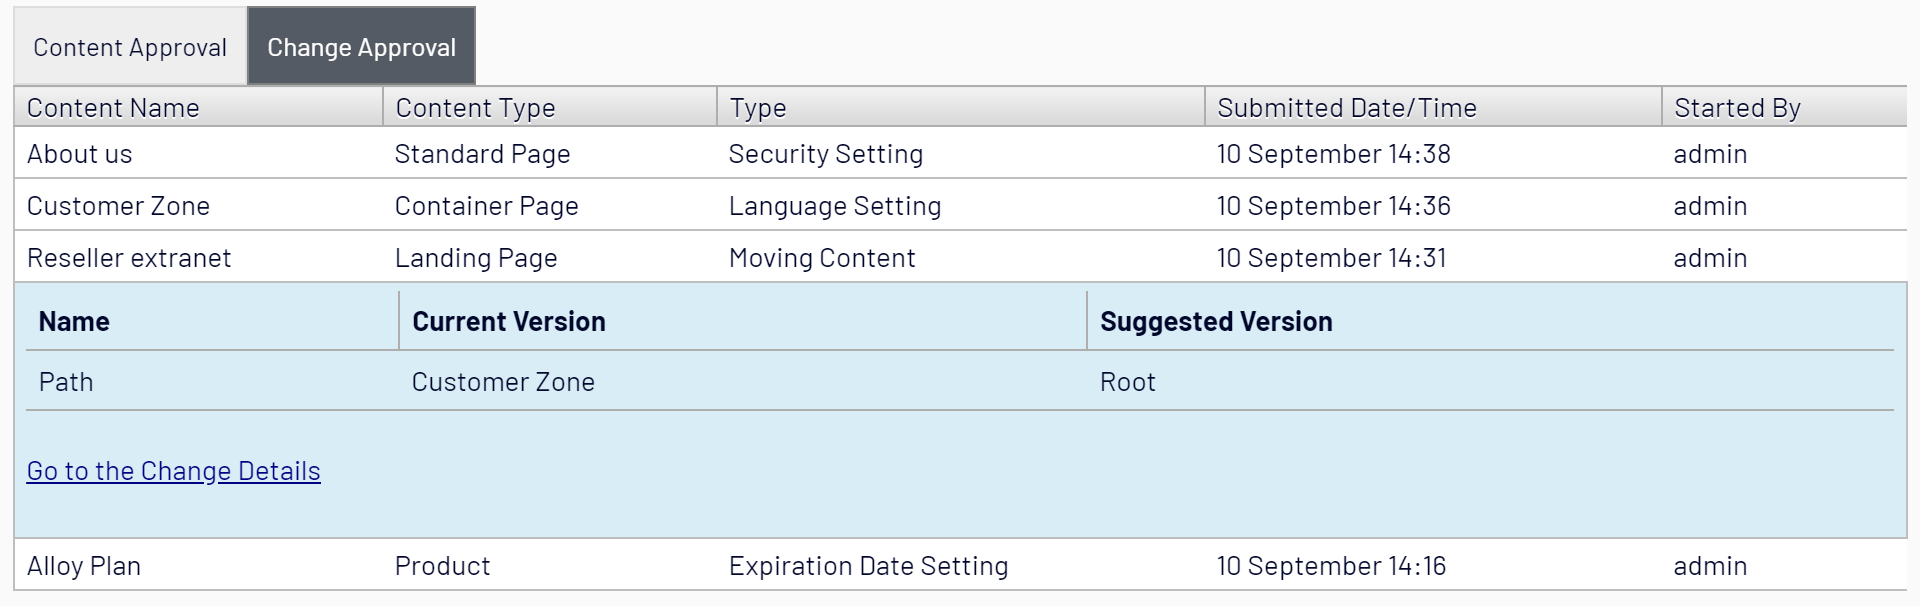 Content Approval Change Approval
Content Name Content Type Type Submitted Date/Time Started By
About us Standard Page Security Setting 10 September 14:38 admin
Customer Zone Container Page Language Setting 10 September 14:36 admin
Reseller extranet Landing Page Moving Content 10 September 14:31 admin
Name Current Version Suggested Version
Path Customer Zone Root
Go to the Change Details
Alloy Plan Product Expiration Date Setting 10 September 14:16 admin